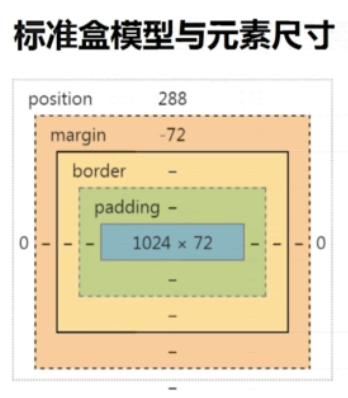 标准盒模型与元素尺寸
position 288
margin -72
border –
padding –
0 – – – 1024 × 72 – – – 0
–
–
–
–